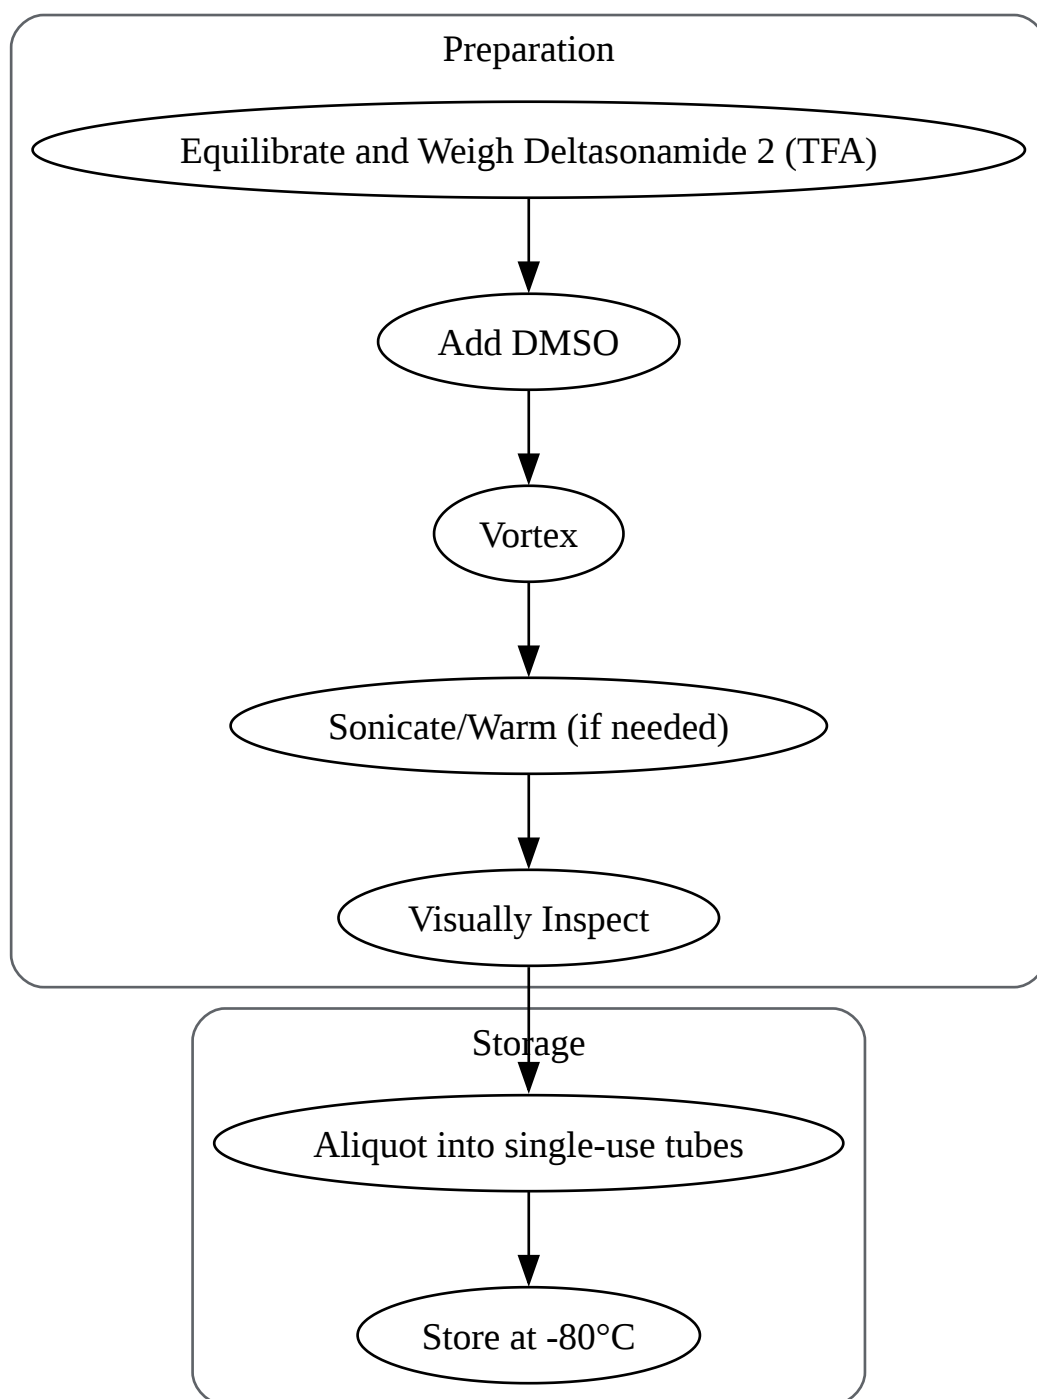 Preparation
Equilibrate and Weigh Deltasonamide 2 (TFA)
Add DMSO
Vortex
Sonicate/Warm (if needed)
Visually Inspect
Storage
Aliquot into single-use tubes
Store at -80°C